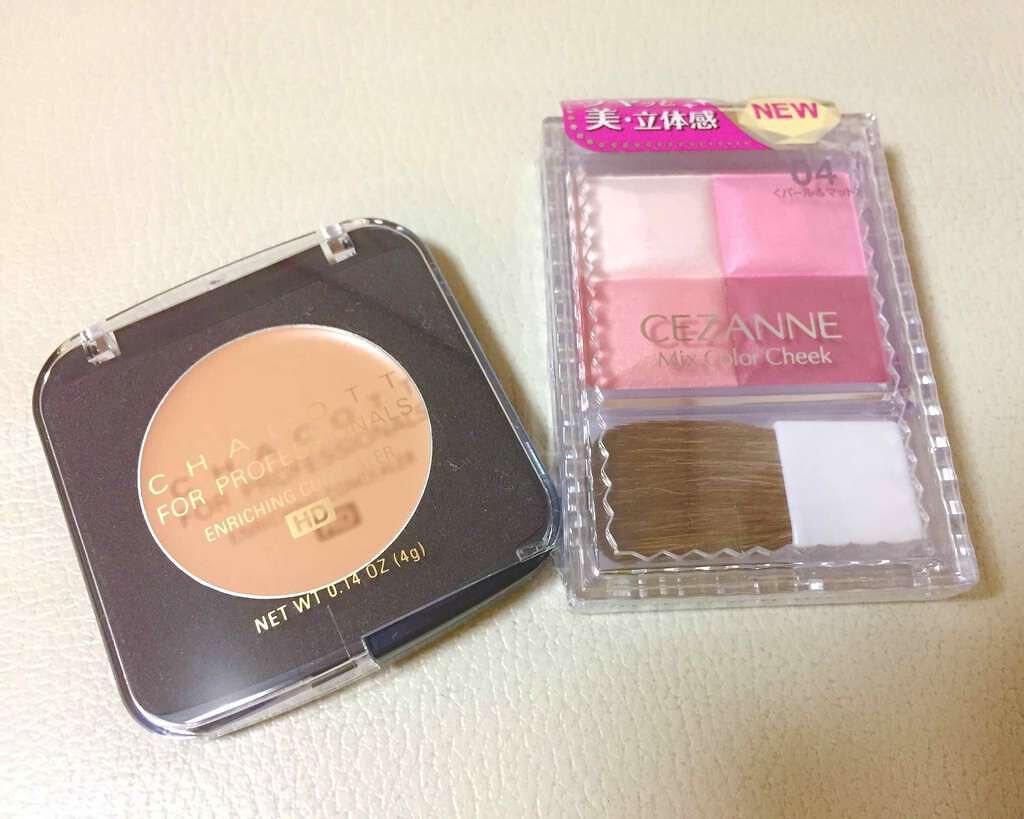 CHACOTT
FOR PROFESSIONALS
ENRICHING
HD
NET WT 0.14 OZ (4g)
美・立体感
NEW
04
<パール&マット>
CEZANNE
Mix Color Cheek